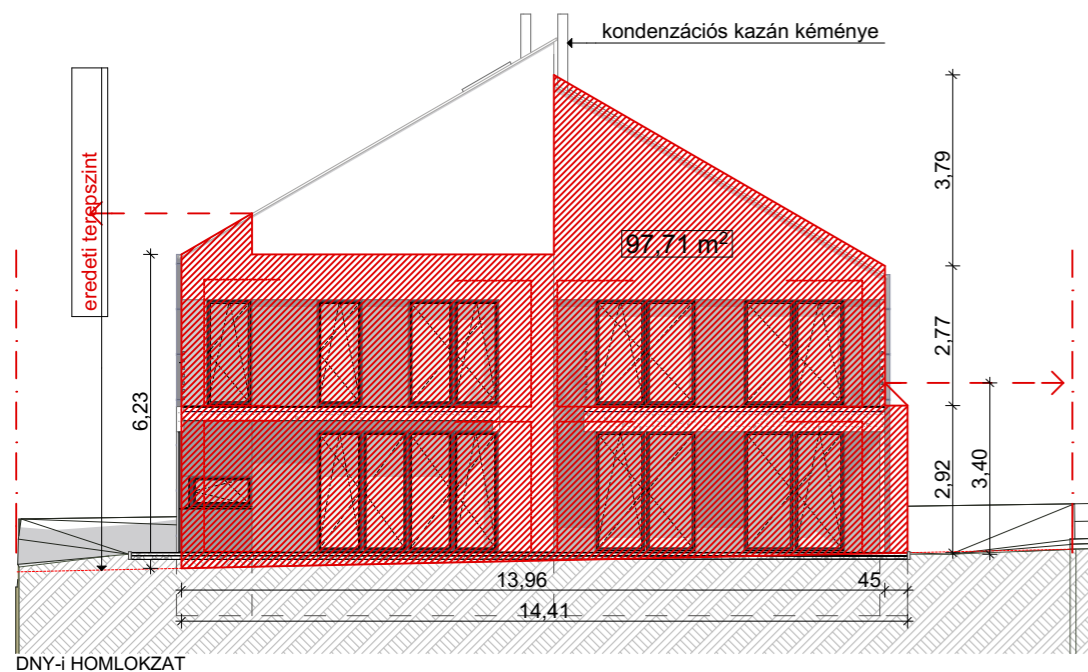 kondenzációs kazán kéménye
eredeti terepszint
3,79
97,71 m²
2,77
6,23
2,92
3,40
13,96
45
14,41
DNY-i HOMLOKZAT